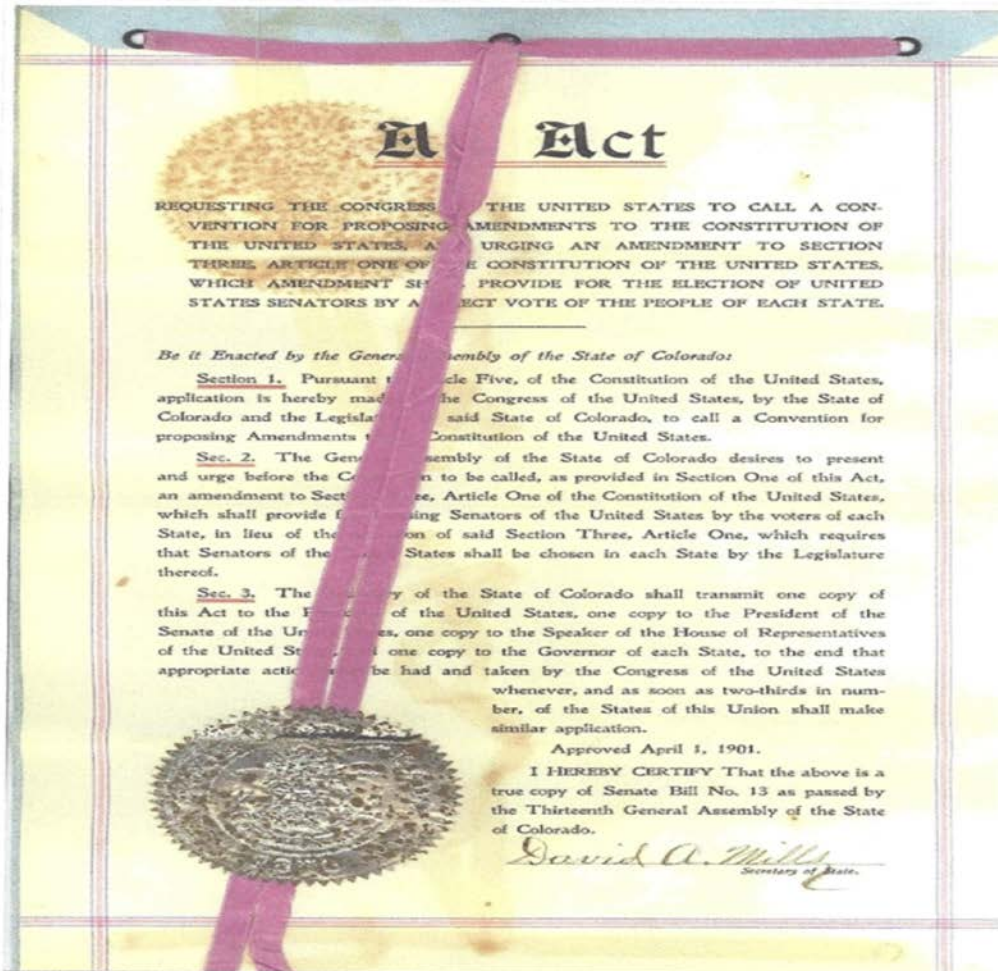 A Act
REQUESTING THE CONGRESS THE UNITED STATES TO CALL A CON-
VENTION FOR PROPOSING AMENDMENTS TO THE CONSTITUTION OF
THE UNITED STATES, A URGING AN AMENDMENT TO SECTION
THREE, ARTICLE ONE OF E CONSTITUTION OF THE UNITED STATES,
WHICH AMENDMENT SH PROVIDE FOR THE ELECTION OF UNITED
STATES SENATORS BY A ECT VOTE OF THE PEOPLE OF EACH STATE.
Be it Enacted by the Gener sembly of the State of Colorado:
Section 1. Pursuant t cle Five, of the Constitution of the United States,
application is hereby mad he Congress of the United States, by the State of
Colorado and the Legisla said State of Colorado, to call a Convention for
proposing Amendments t Constitution of the United States.
Sec. 2. The Gene sembly of the State of Colorado desires to present
and urge before the Co n to be called, as provided in Section One of this Act,
an amendment to Secti ee, Article One of the Constitution of the United States,
which shall provide f sing Senators of the United States by the voters of each
State, in lieu of the on of said Section Three, Article One, which requires
that Senators of the States shall be chosen in each State by the Legislature
thereof.
Sec. 3. The y of the State of Colorado shall transmit one copy of
this Act to the P of the United States, one copy to the President of the
Senate of the Un es, one copy to the Speaker of the House of Representatives
of the United St one copy to the Governor of each State, to the end that
appropriate actio be had and taken by the Congress of the United States
whenever, and as soon as two-thirds in num-
ber, of the States of this Union shall make
similar application.
Approved April 1, 1901.
I HEREBY CERTIFY That the above is a
true copy of Senate Bill No. 13 as passed by
the Thirteenth General Assembly of the State
of Colorado.
David A. Mills
Secretary of State.